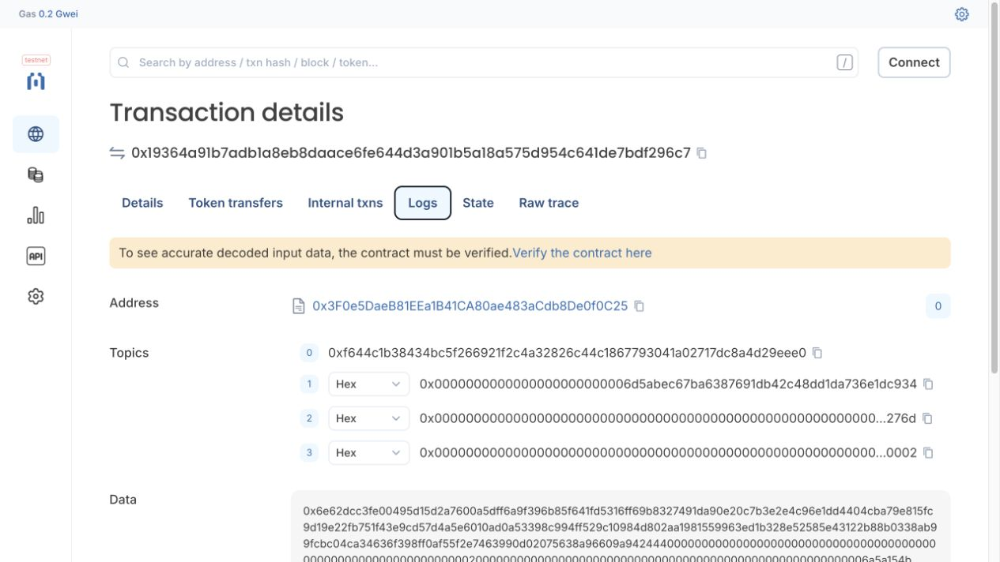 Gas 0.2 Gwei
testnet
Search by address / txn hash / block / token... /
Connect
Transaction details
0x19364a91b7adb1a8eb8daace6fe644d3a901b5a18a575d954c641de7bdf296c7
Details Token transfers Internal txns Logs State Raw trace
To see accurate decoded input data, the contract must be verified.Verify the contract here
API
Address 0x3F0e5DaeB81EEa1B41CA80ae483aCdb8De0f0C25 0
Topics 0 0xf644c1b38434bc5f266921f2c4a32826c44c1867793041a02717dc8a4d29eee0
1 Hex 0x0000000000000000000000006d5abec67ba6387691db42c48dd1da736e1dc934
2 Hex 0x00000000000000000000000000000000000000000000000000000000...276d
3 Hex 0x00000000000000000000000000000000000000000000000000000000...0002
Data
0x6e62dcc3fe00495d15d2a7600a5dff6a9f396b85f641fd5316ff69b8327491da90e20c7b3e2e4c96e1dd4404cba79e815fc
9d19e22fb751f43e9cd57d4a5e6010ad0a53398c994ff529c10984d802aa1981559963ed1b328e52585e43122b88b0338ab9